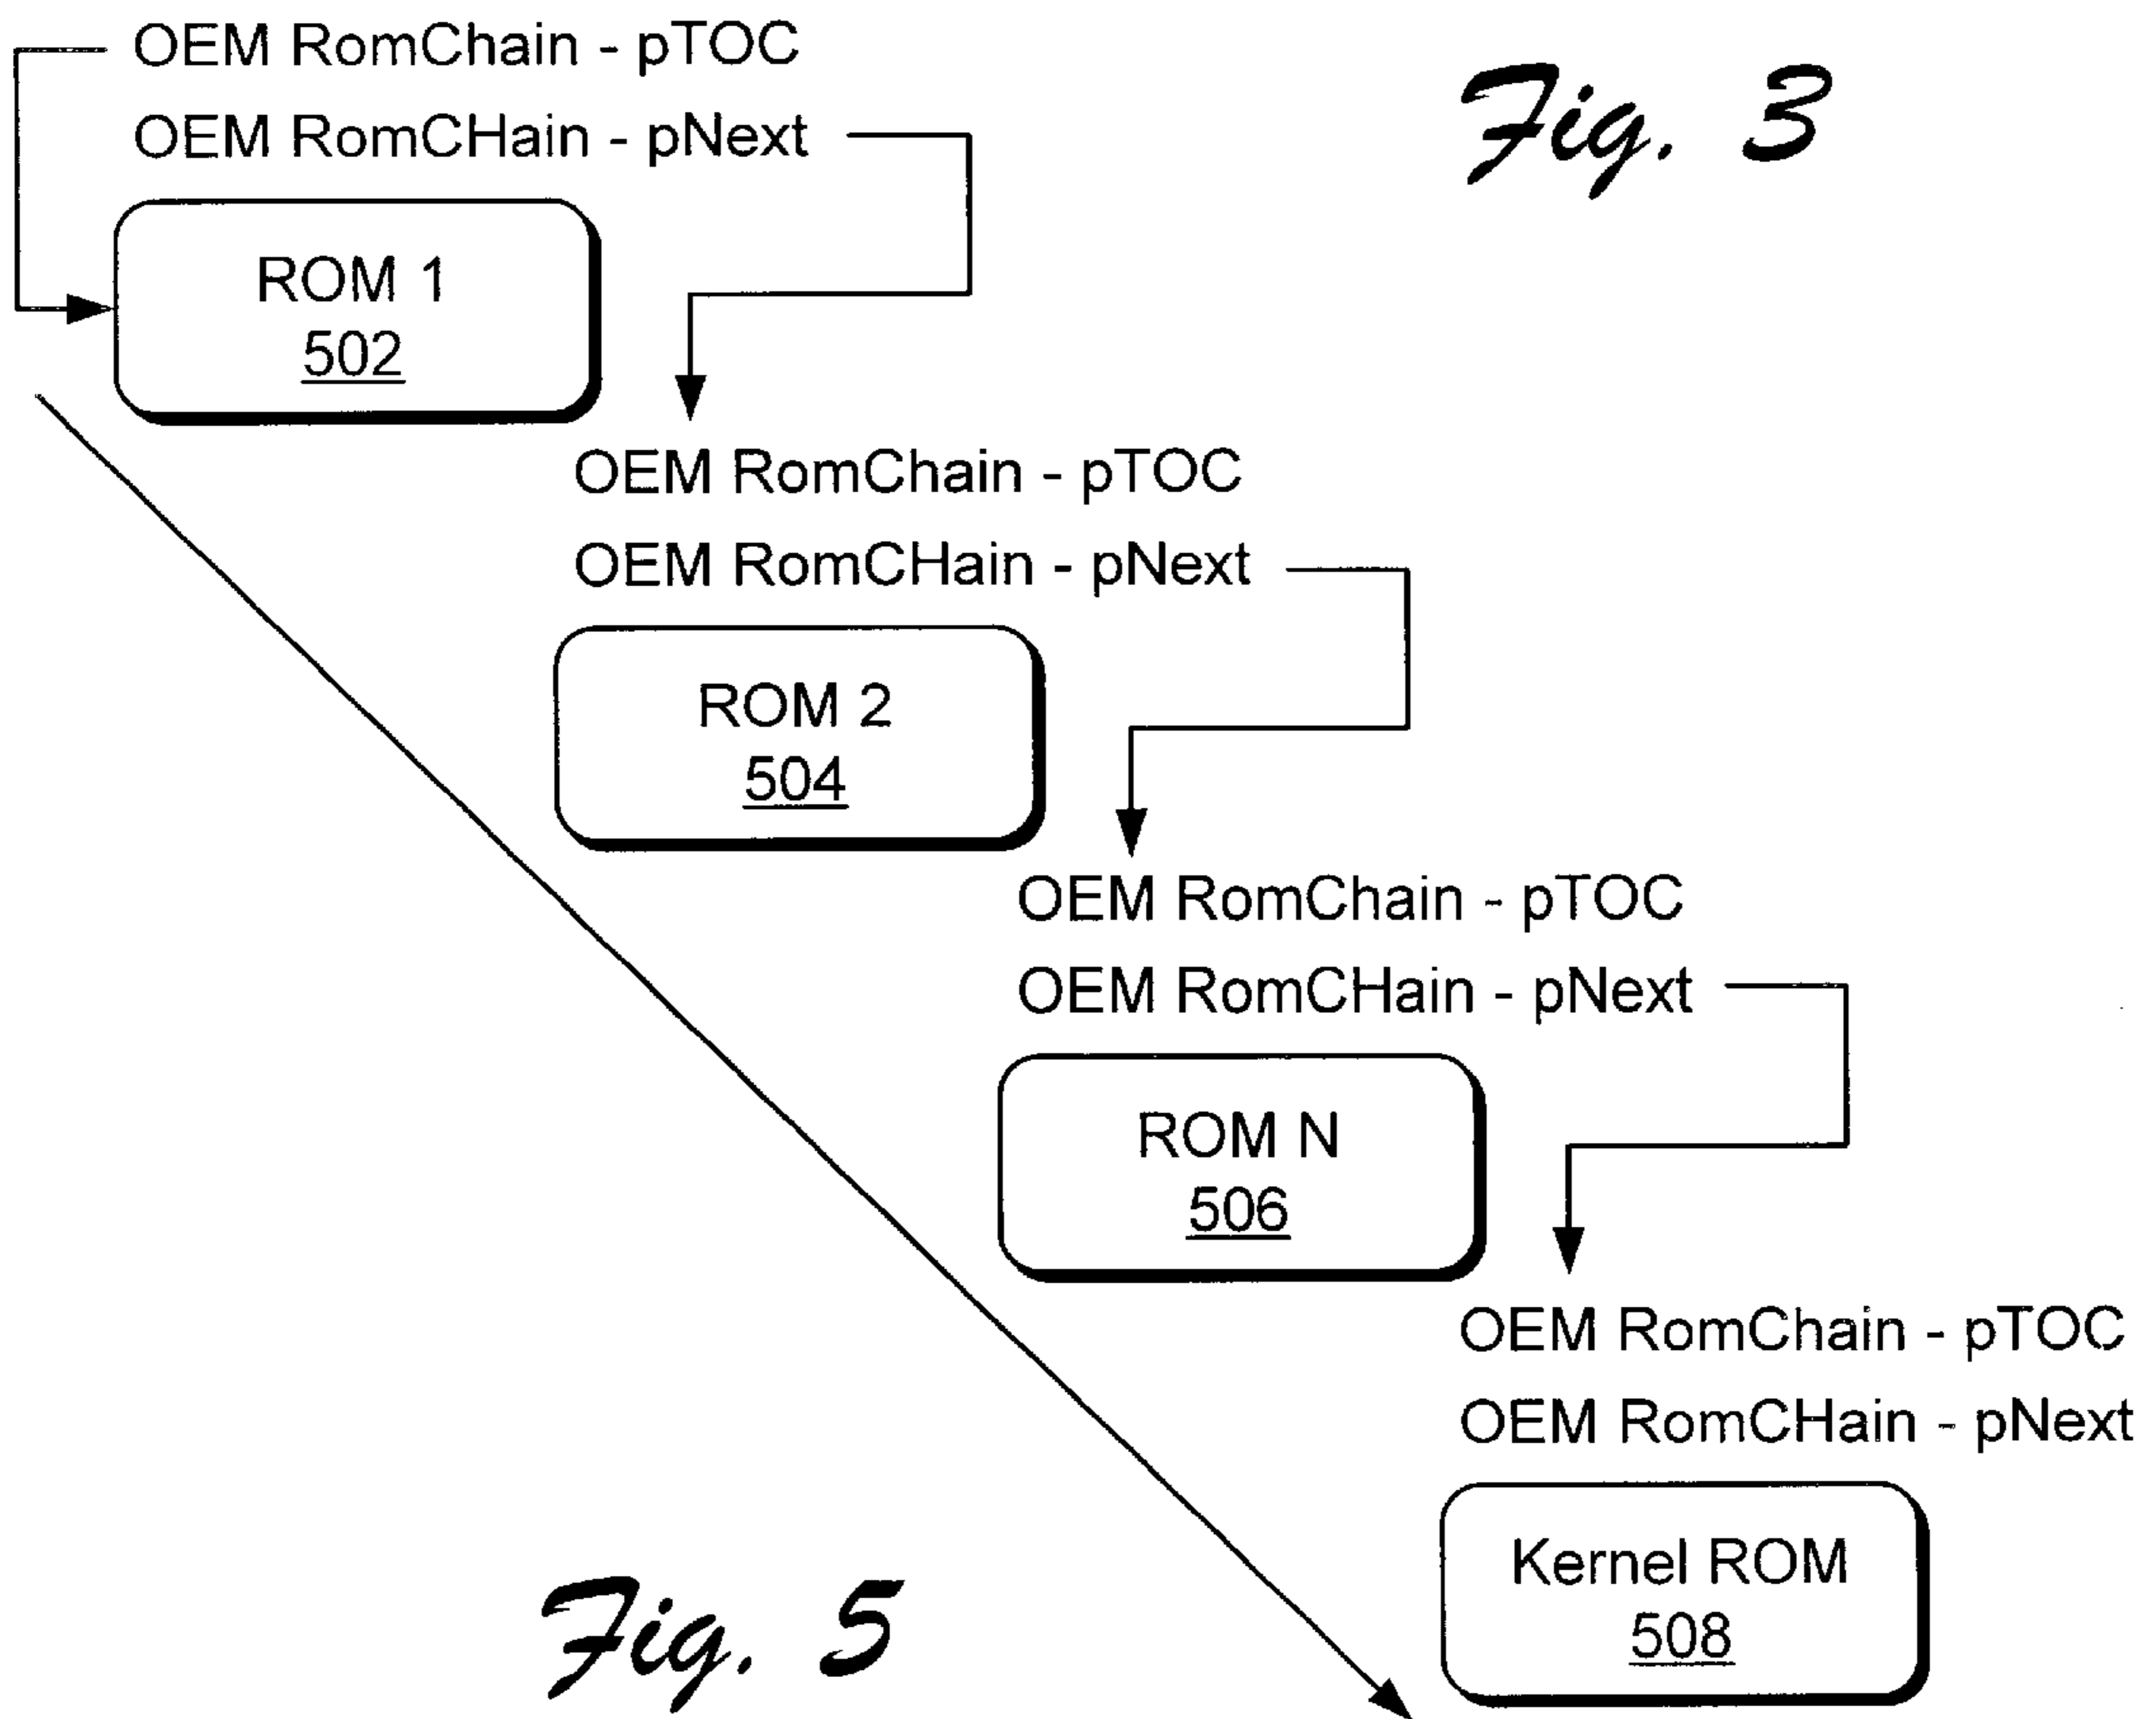 OEM RomChain - pTOC
OEM RomCHain - pNext
Fig. 3
ROM 1
502
OEM RomChain - pTOC
OEM RomCHain - pNext
ROM 2
504
OEM RomChain - pTOC
OEM RomCHain - pNext
ROM N
506
OEM RomChain - pTOC
OEM RomCHain - pNext
Kernel ROM
508
Fig. 5